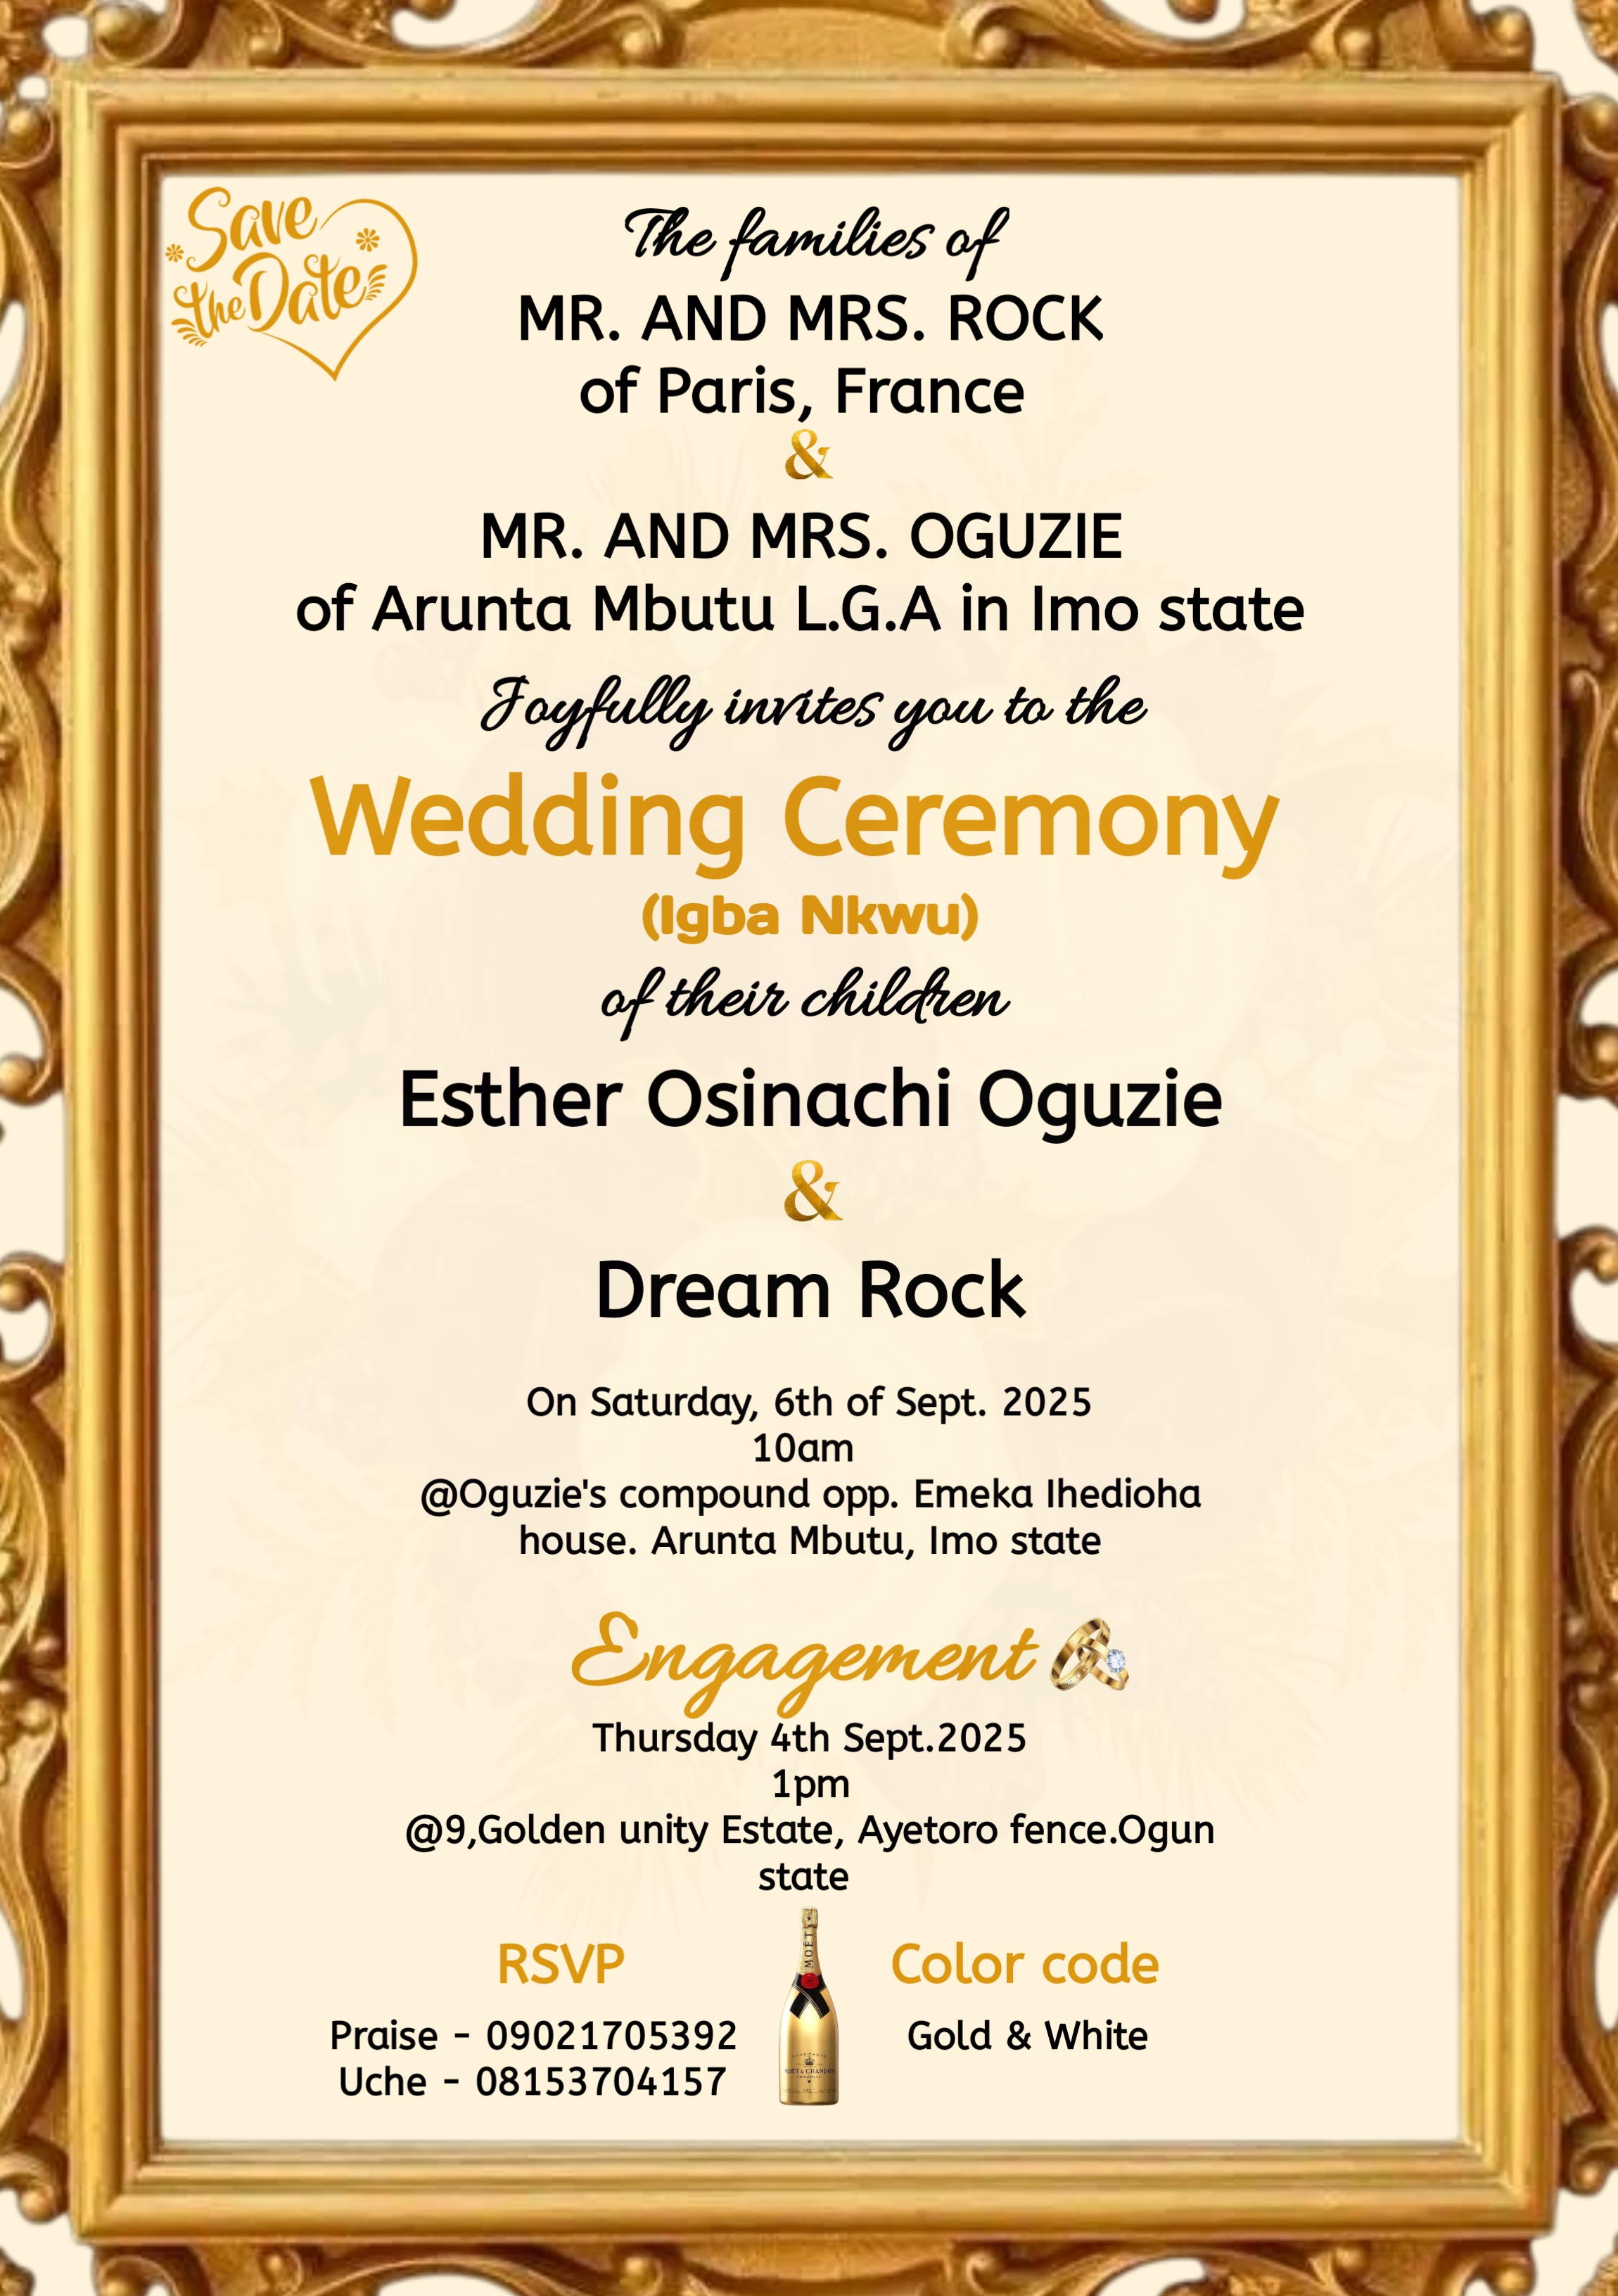 Save
the Date
The families of
MR. AND MRS. ROCK
of Paris, France
&
MR. AND MRS. OGUZIE
of Arunta Mbutu L.G.A in Imo state
Joyfully invites you to the
Wedding Ceremony
(Igba Nkwu)
of their children
Esther Osinachi Oguzie
&
Dream Rock
On Saturday, 6th of Sept. 2025
10am
@Oguzie's compound opp. Emeka Ihedioha
house. Arunta Mbutu, Imo state
Engagement
Thursday 4th Sept.2025
1pm
@9,Golden unity Estate, Ayetoro fence.Ogun
state
RSVP
Praise - 09021705392
Uche - 08153704157
MOËT
MOËT & CHANDON
Color code
Gold & White